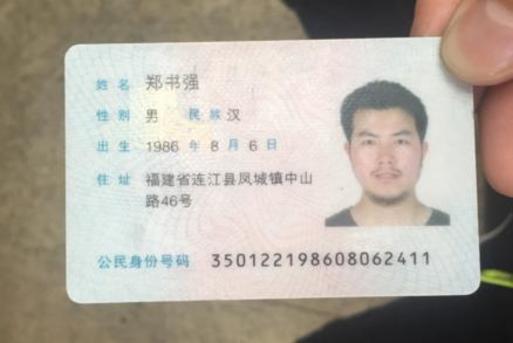 姓名 郑书强
性别 男 民族 汉
出生 1986 年 8 月 6 日
住址 福建省连江县凤城镇中山
路46号
公民身份号码 350122198608062411